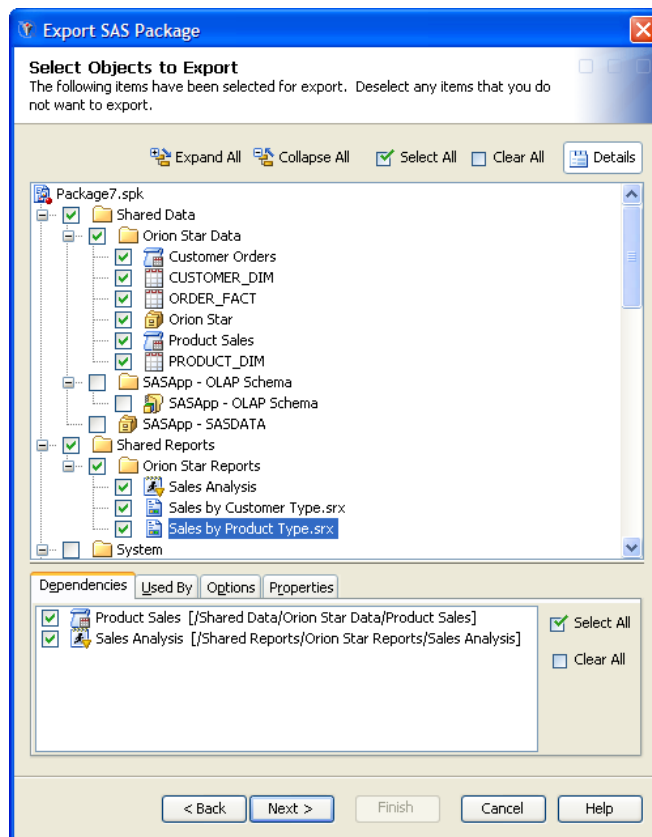 Export SAS Package
Select Objects to Export
The following items have been selected for export. Deselect any items that you do
not want to export.
Expand All Collapse All Select All Clear All Details
Package7.spk
Shared Data
Orion Star Data
Customer Orders
CUSTOMER_DIM
ORDER_FACT
Orion Star
Product Sales
PRODUCT_DIM
SASApp - OLAP Schema
SASApp - OLAP Schema
SASApp - SASDATA
Shared Reports
Orion Star Reports
Sales Analysis
Sales by Customer Type.srx
Sales by Product Type.srx
System
Dependencies Used By Options Properties
Product Sales [/Shared Data/Orion Star Data/Product Sales]
Sales Analysis [/Shared Reports/Orion Star Reports/Sales Analysis]
Select All
Clear All
< Back Next > Finish Cancel Help